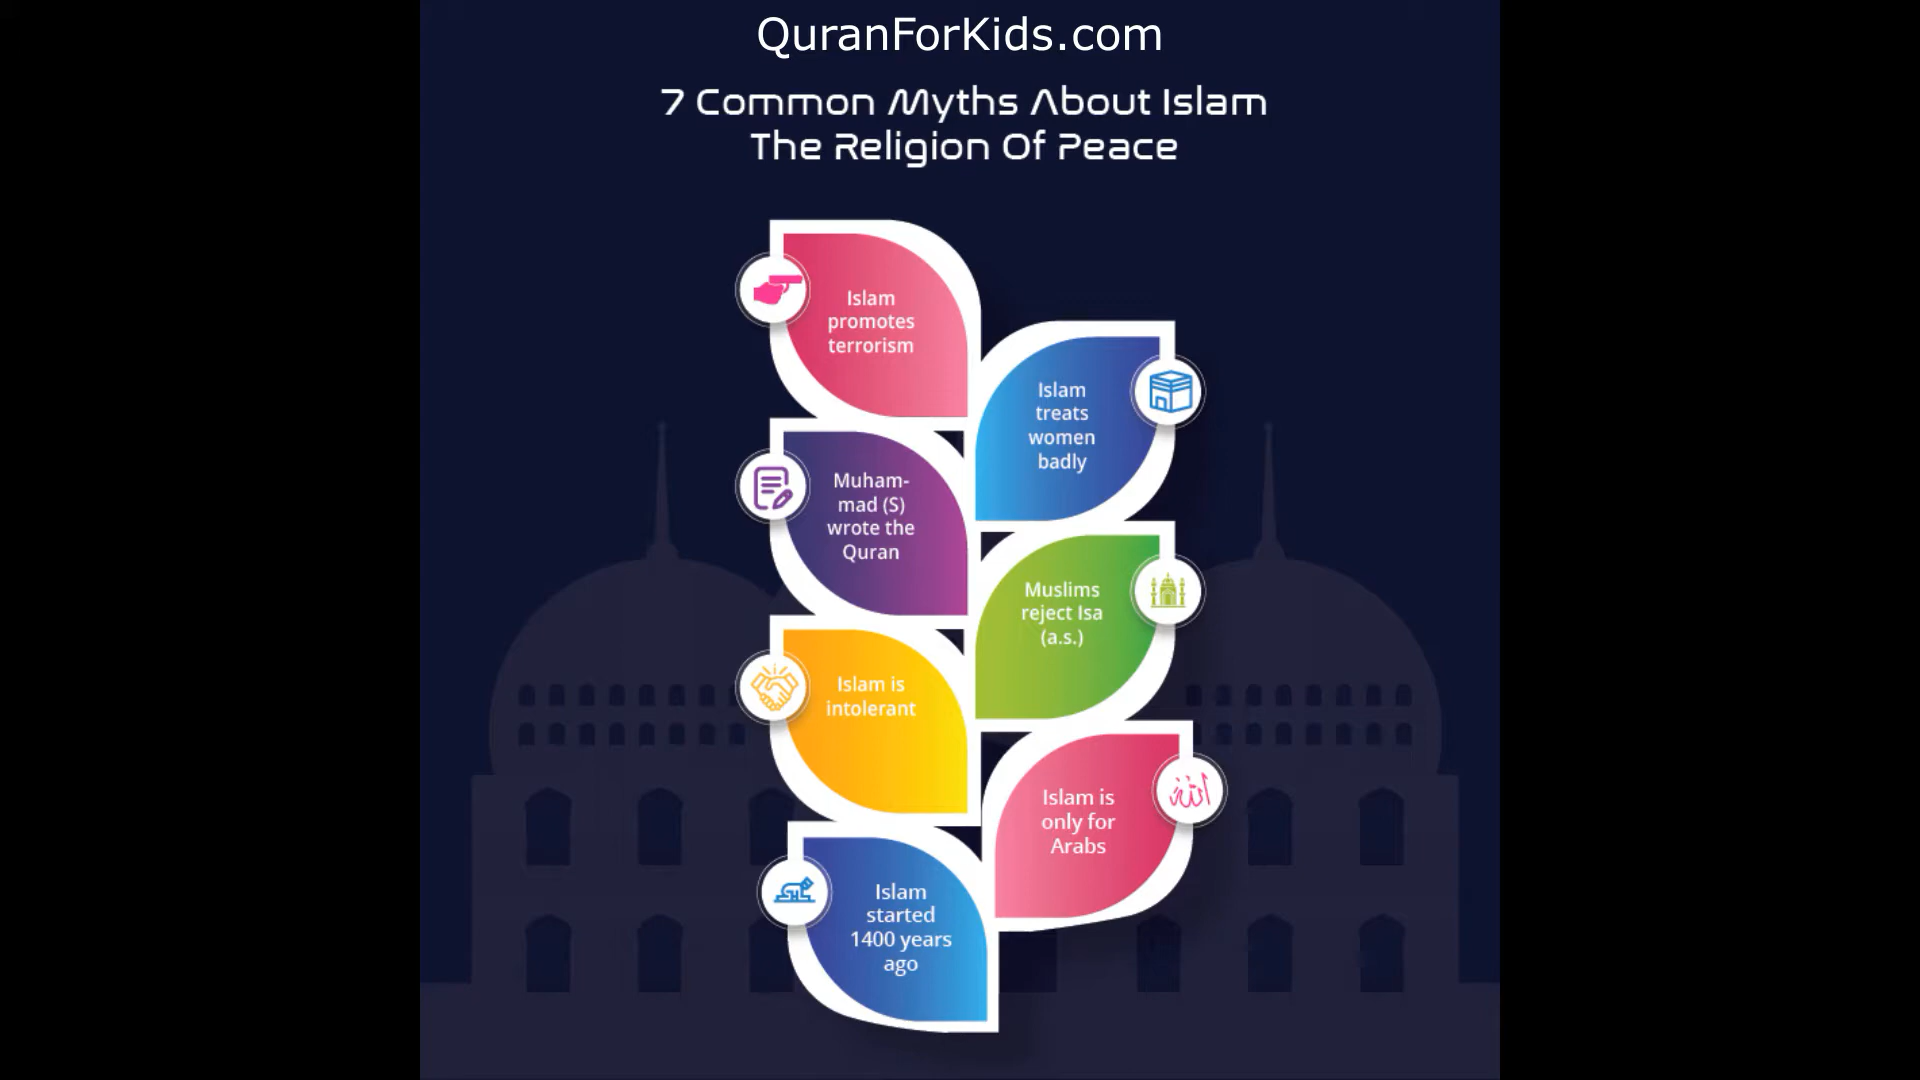 QuranForKids.com
7 Common Myths About Islam
The Religion Of Peace
Islam
promotes
terrorism
Islam
treats
women
badly
Muham-
mad (S)
wrote the
Quran
Muslims
reject Isa
(a.s.)
Islam is
intolerant
Islam is
only for
Arabs
الله
Islam
started
1400 years
ago